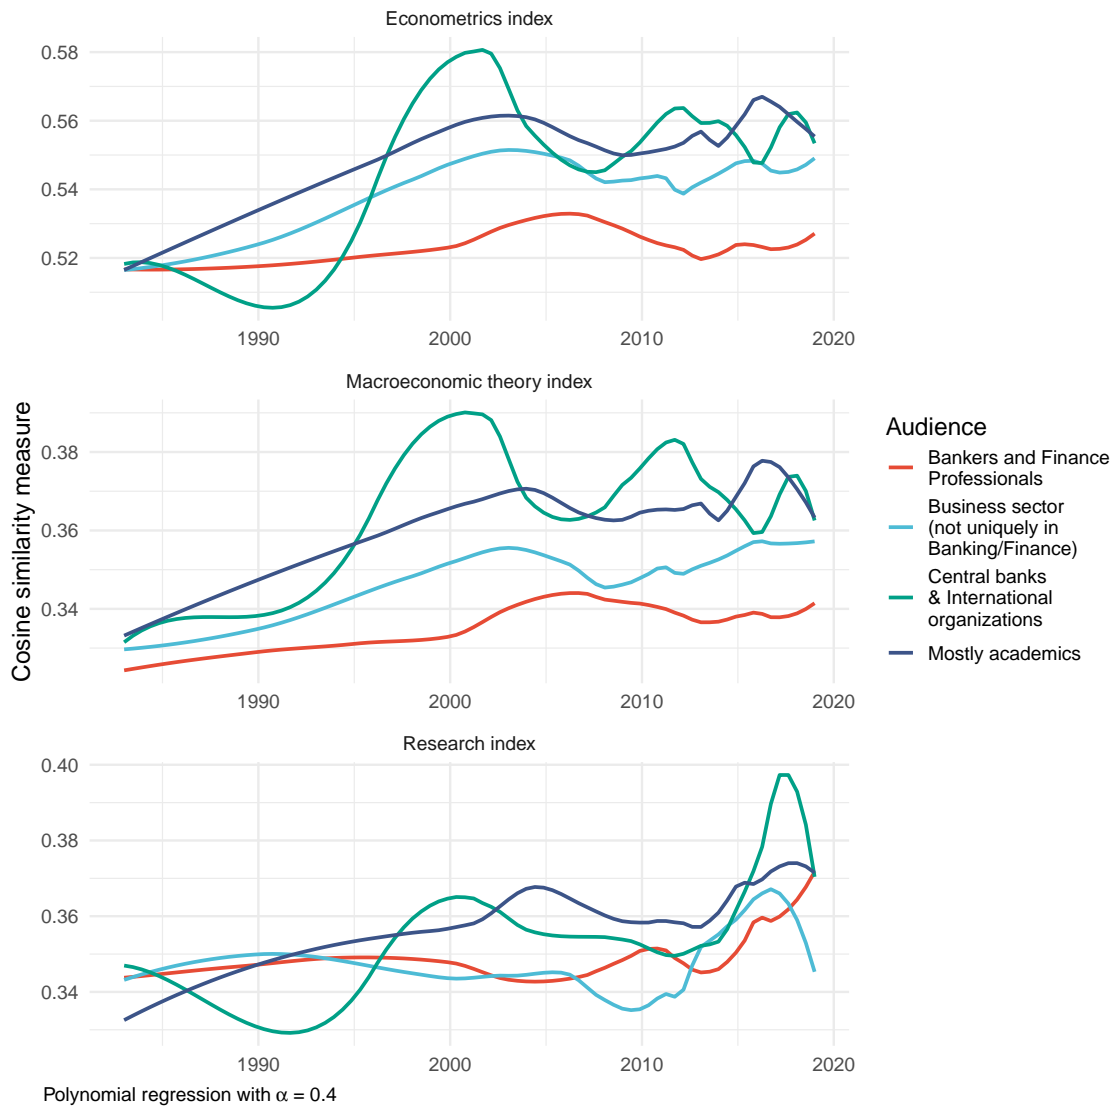 Econometrics index
0.58
0.56
0.54
0.52
1990 2000 2010 2020
Macroeconomic theory index
0.38
0.36
0.34
1990 2000 2010 2020
Research index
0.40
0.38
0.36
0.34
1990 2000 2010 2020
Cosine similarity measure
Audience
Bankers and Finance
Professionals
Business sector
(not uniquely in
Banking/Finance)
Central banks
& International
organizations
Mostly academics
Polynomial regression with α = 0.4